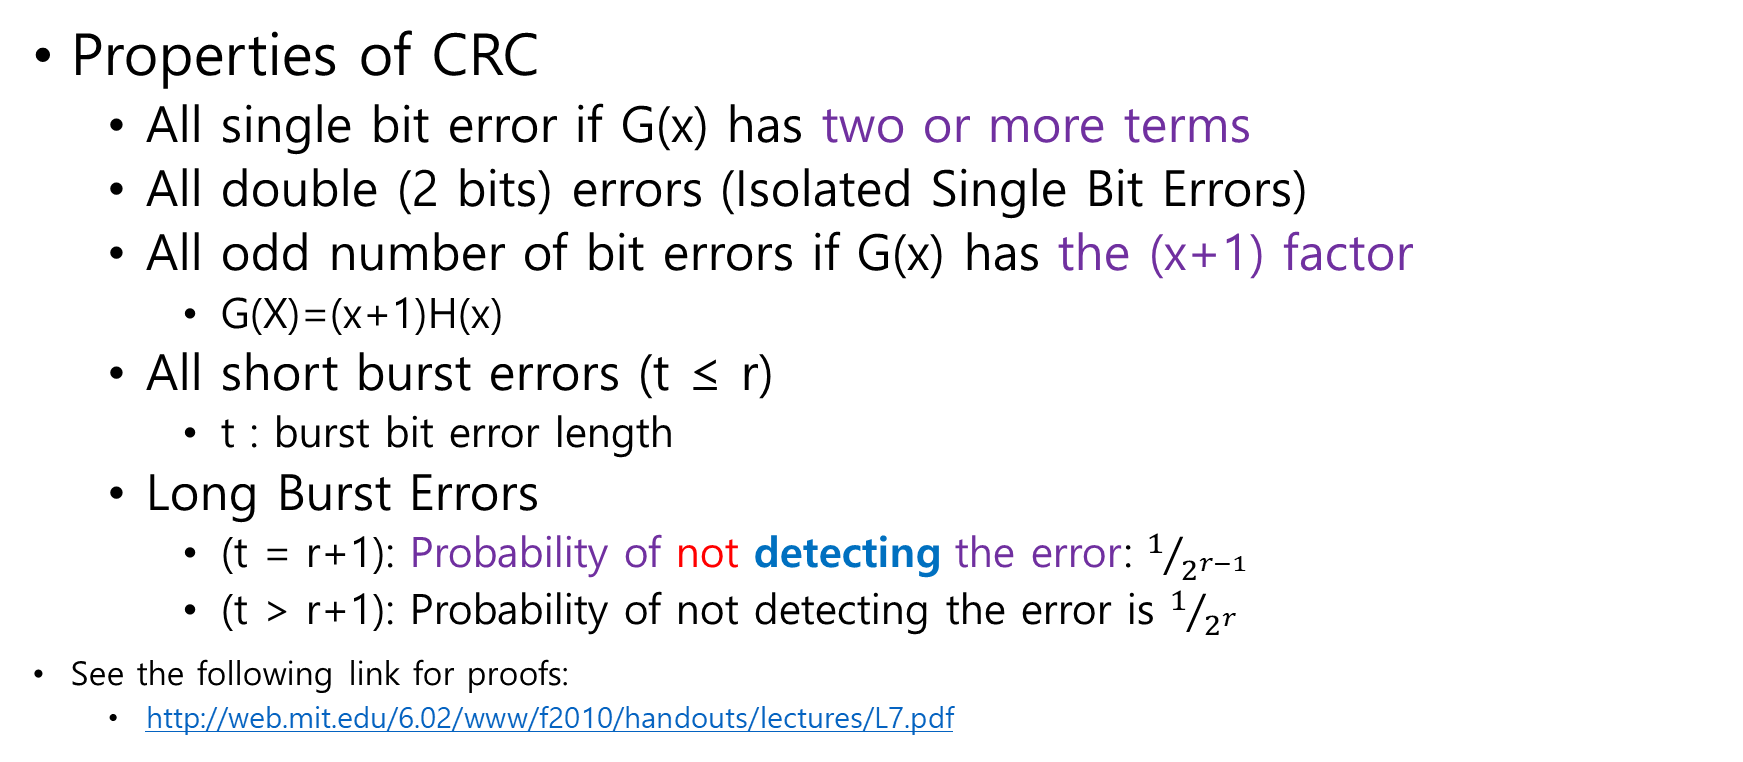 • Properties of CRC
• All single bit error if G(x) has two or more terms
• All double (2 bits) errors (Isolated Single Bit Errors)
• All odd number of bit errors if G(x) has the (x+1) factor
• G(X)=(x+1)H(x)
• All short burst errors (t ≤ r)
• t : burst bit error length
• Long Burst Errors
• (t = r+1): Probability of not detecting the error: 1/2^{r−1}
• (t > r+1): Probability of not detecting the error is 1/2^r
• See the following link for proofs:
• http://web.mit.edu/6.02/www/f2010/handouts/lectures/L7.pdf